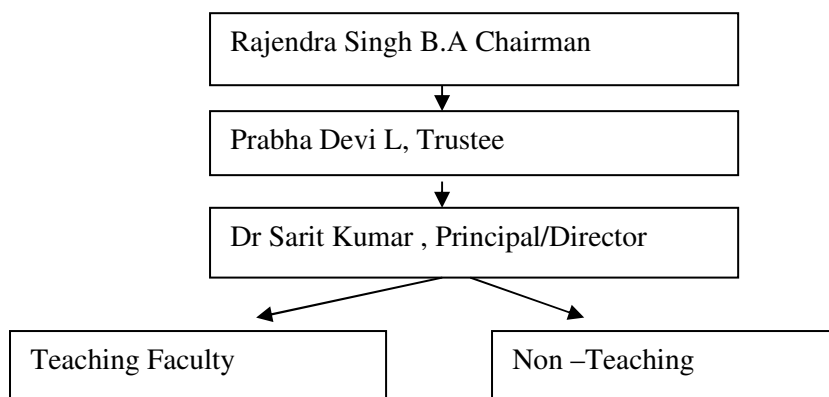 Rajendra Singh B.A Chairman
Prabha Devi L, Trustee
Dr Sarit Kumar , Principal/Director
Teaching Faculty
Non –Teaching